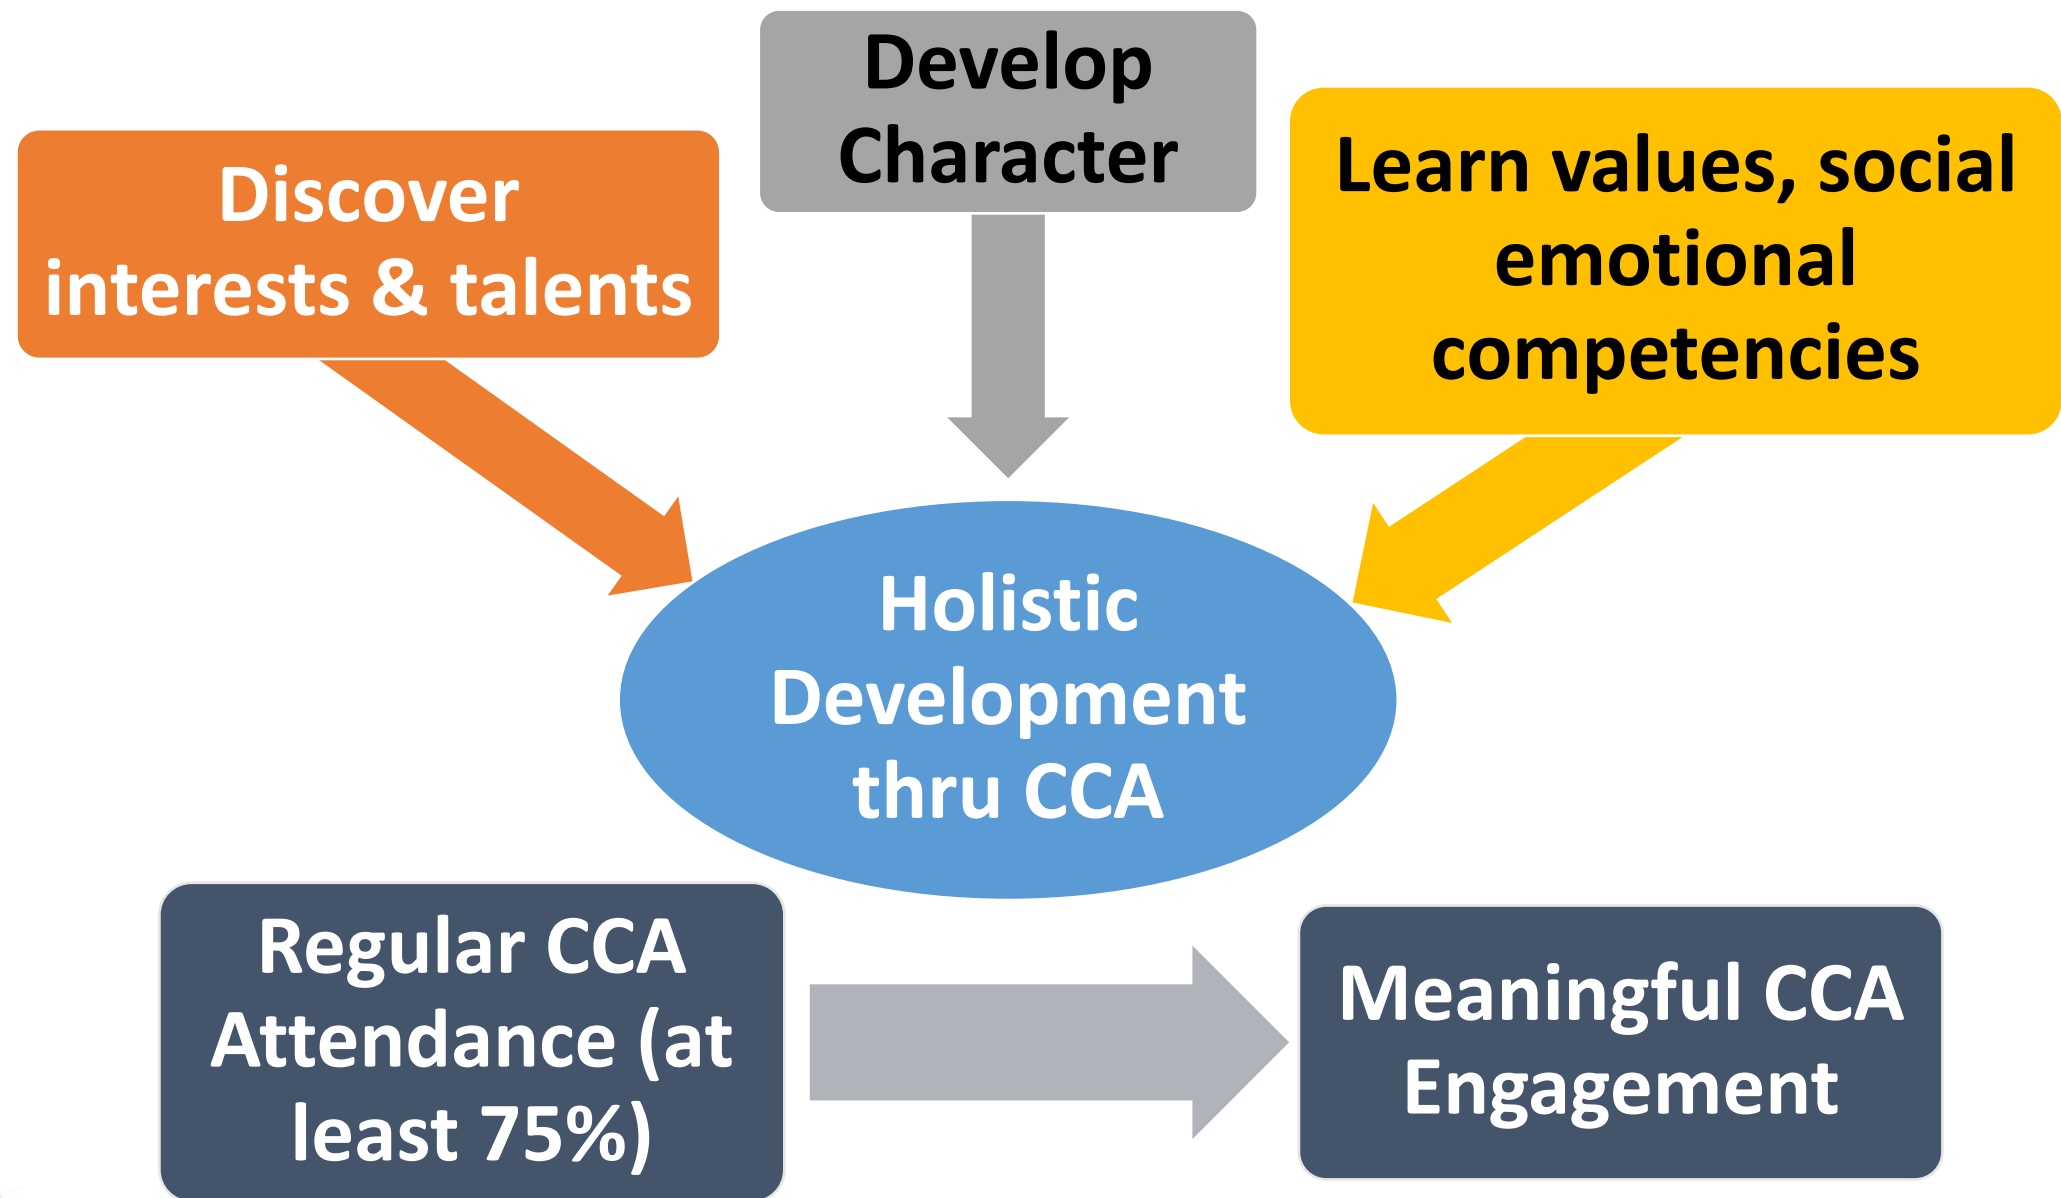 Develop
Character
Discover
interests & talents
Learn values, social
emotional
competencies
Holistic
Development
thru CCA
Regular CCA
Attendance (at
least 75%)
Meaningful CCA
Engagement